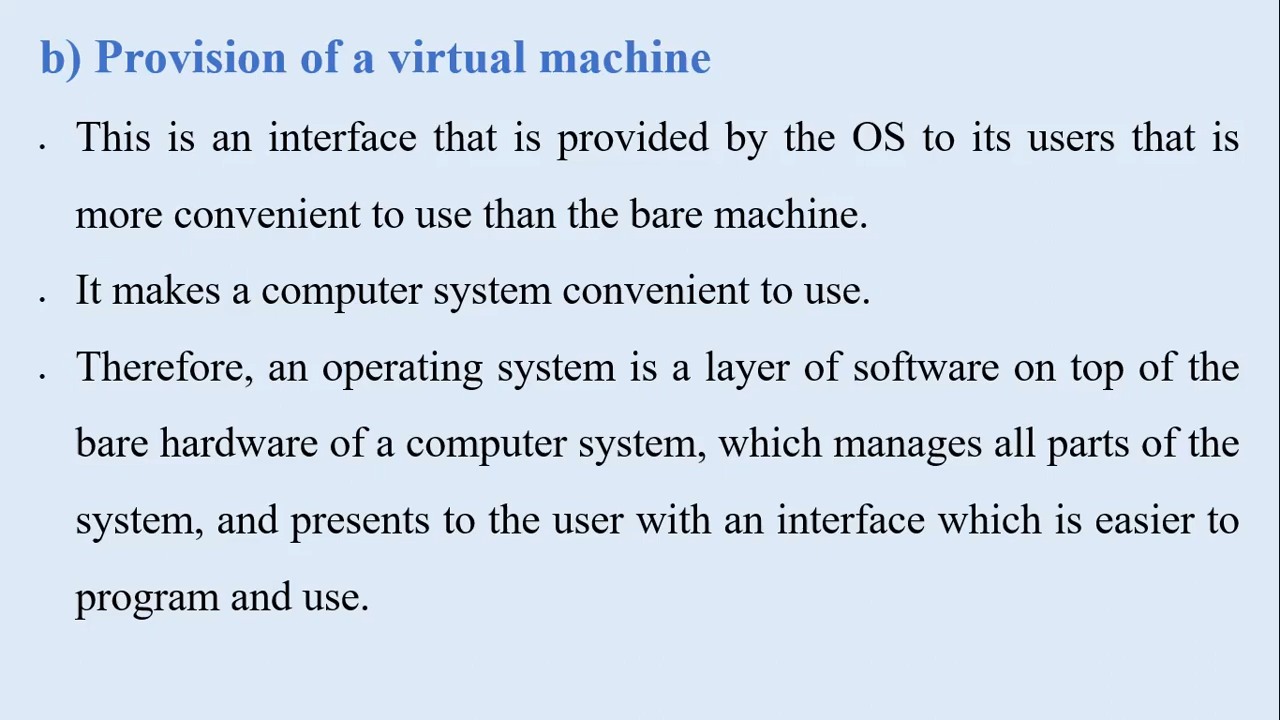 b) Provision of a virtual machine
. This is an interface that is provided by the OS to its users that is
more convenient to use than the bare machine.
. It makes a computer system convenient to use.
. Therefore, an operating system is a layer of software on top of the
bare hardware of a computer system, which manages all parts of the
system, and presents to the user with an interface which is easier to
program and use.